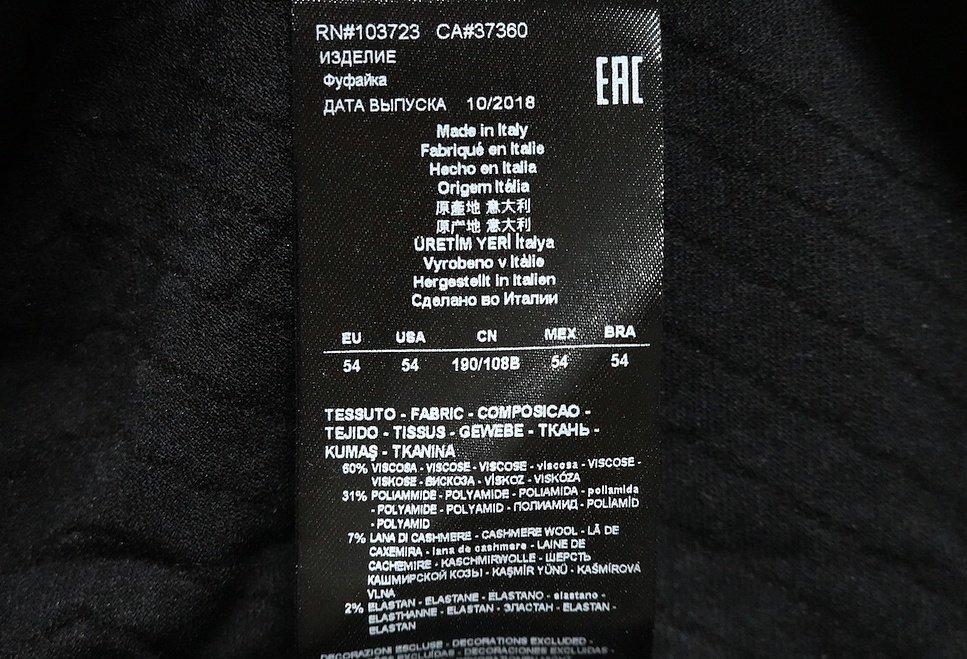 RN#103723 CA#37360
ИЗДЕЛИЕ
Фуфайка
EAC
ДАТА ВЫПУСКА 10/2018
Made in Italy
Fabriqué en Italie
Hecho en Italia
Origem Itália
原產地 意大利
原产地 意大利
ÜRETİM YERİ İtalya
Vyrobeno v Itálie
Hergestellt in Italien
Сделано во Италии
EU USA CN MEX BRA
54 54 190/108B 54 54
TESSUTO - FABRIC - COMPOSICAO -
TEJIDO - TISSUS - GEWEBE - ТКАНЬ -
KUMAŞ - TKANINA
60% VISCOSA - VISCOSE - VISCOSE - viscosa - VISCOSE -
VISKOSE - ВИСКОЗА - VİSKOZ - VISKÓZA
31% POLIAMMIDE - POLYAMIDE - POLIAMIDA - poliamida
- POLYAMIDE - POLYAMID - ПОЛИАМИД - POLİAMİD
- POLYAMID
7% LANA DI CASHMERE - CASHMERE WOOL - LÃ DE
CAXEMIRA - lana de cashmere - LAINE DE
CACHEMIRE - KASCHMIRWOLLE - ШЕРСТЬ
КАШМИРСКОЙ КОЗЫ - KAŞMİR YÜNÜ - KAŠMÍROVÁ
VLNA
2% ELASTAN - ELASTANE - ELASTANO - elastano -
ELASTHANNE - ELASTAN - ЭЛАСТАН - ELASTAN -
ELASTAN
DECORAZIONI ESCLUSE - DECORATIONS EXCLUDED -
EXCLUÍDAS - DECORACIONES EXCLUIDAS -